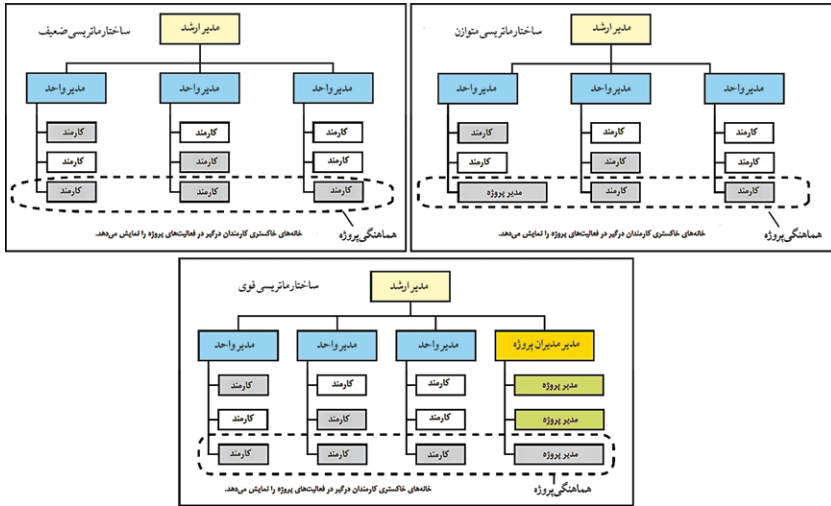 ساختار ماتریسی ضعیف
مدیر ارشد
مدیر واحد
مدیر واحد
مدیر واحد
کارمند
کارمند
کارمند
کارمند
کارمند
کارمند
کارمند
کارمند
کارمند
هماهنگی پروژه
خانه‌های خاکستری کارمندان درگیر در فعالیت‌های پروژه را نمایش می‌دهد.
ساختار ماتریسی متوازن
مدیر ارشد
مدیر واحد
مدیر واحد
مدیر واحد
کارمند
کارمند
کارمند
کارمند
کارمند
کارمند
مدیر پروژه
کارمند
کارمند
هماهنگی پروژه
خانه‌های خاکستری کارمندان درگیر در فعالیت‌های پروژه را نمایش می‌دهد.
ساختار ماتریسی قوی
مدیر ارشد
مدیر واحد
مدیر واحد
مدیر واحد
مدیر مدیران پروژه
کارمند
کارمند
کارمند
مدیر پروژه
کارمند
کارمند
کارمند
مدیر پروژه
کارمند
کارمند
کارمند
مدیر پروژه
هماهنگی پروژه
خانه‌های خاکستری کارمندان درگیر در فعالیت‌های پروژه را نمایش می‌دهد.